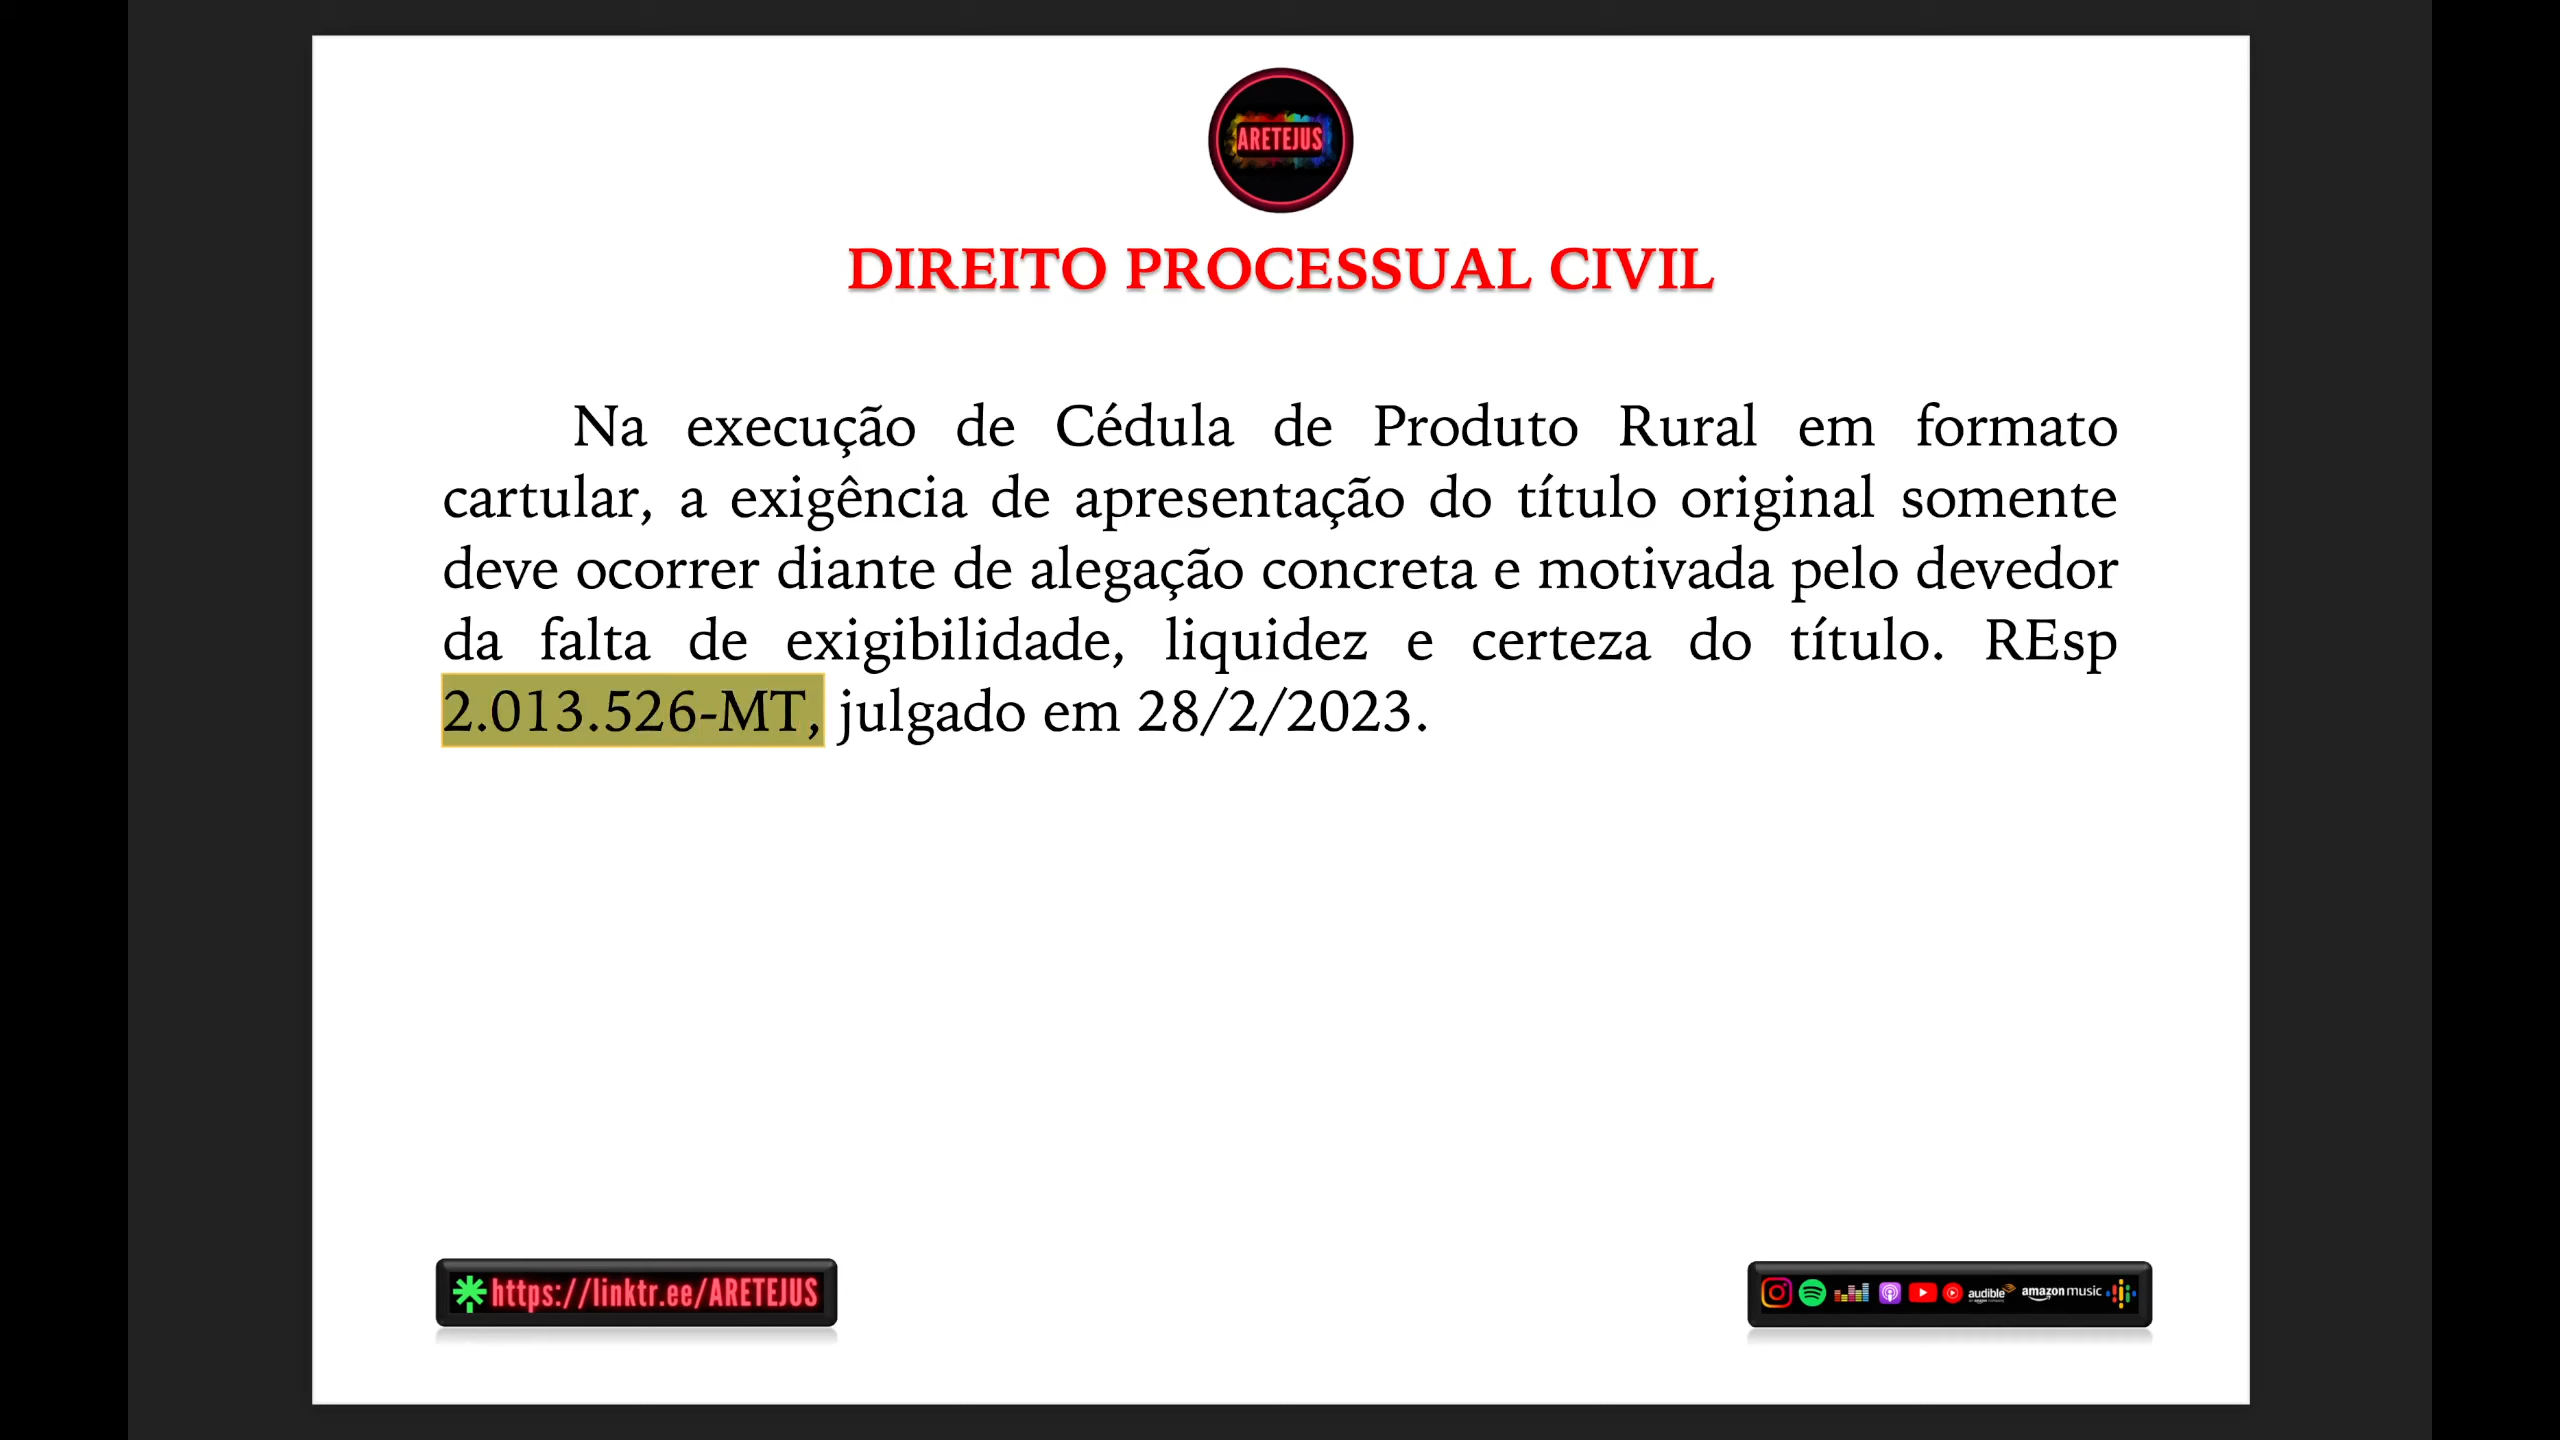 ARETEJUS
DIREITO PROCESSUAL CIVIL
Na execução de Cédula de Produto Rural em formato
cartular, a exigência de apresentação do título original somente
deve ocorrer diante de alegação concreta e motivada pelo devedor
da falta de exigibilidade, liquidez e certeza do título. REsp
2.013.526-MT, julgado em 28/2/2023.
https://linktr.ee/ARETEJUS
audible amazon music